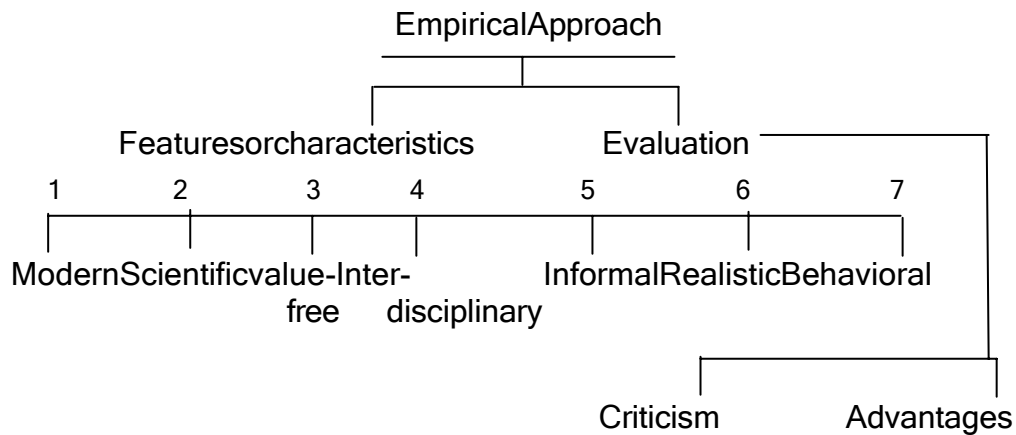 EmpiricalApproach
Featuresorcharacteristics Evaluation
1 2 3 4 5 6 7
ModernScientificvalue-Inter- InformalRealisticBehavioral
free disciplinary
Criticism Advantages